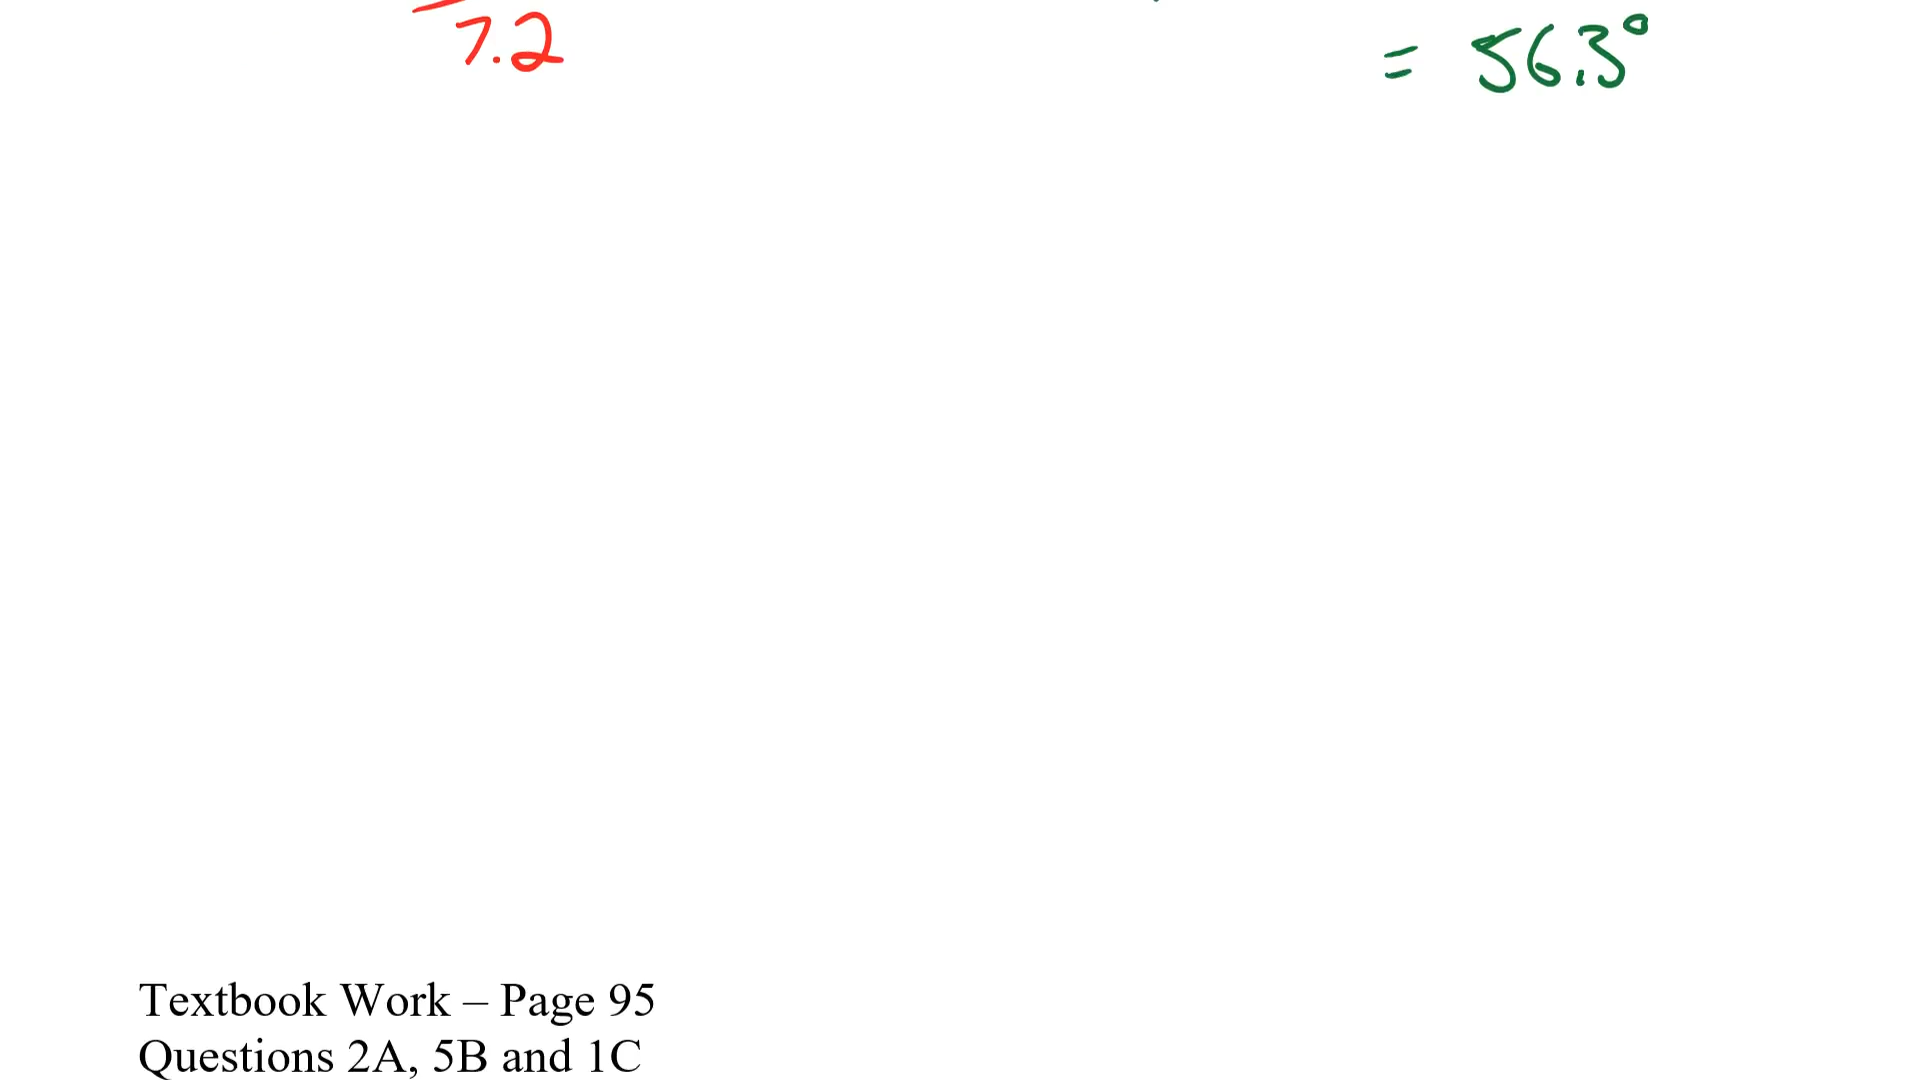 7.2
= 56.3°
Textbook Work – Page 95
Questions 2A, 5B and 1C